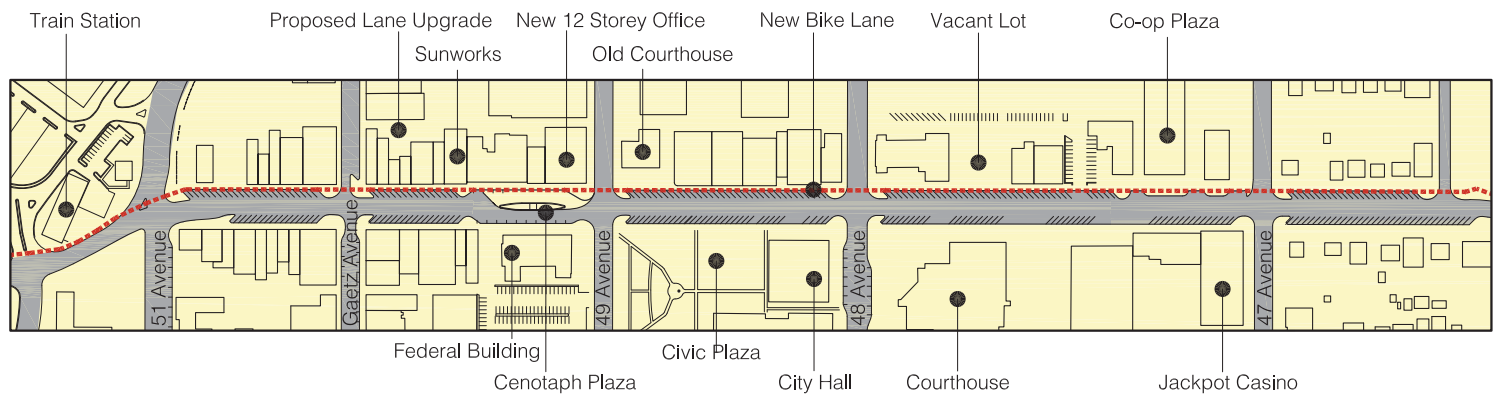 Train Station
Proposed Lane Upgrade
New 12 Storey Office
New Bike Lane
Vacant Lot
Co-op Plaza
Sunworks
Old Courthouse
51 Avenue
Gaetz Avenue
49 Avenue
48 Avenue
47 Avenue
Federal Building
Civic Plaza
Cenotaph Plaza
City Hall
Courthouse
Jackpot Casino